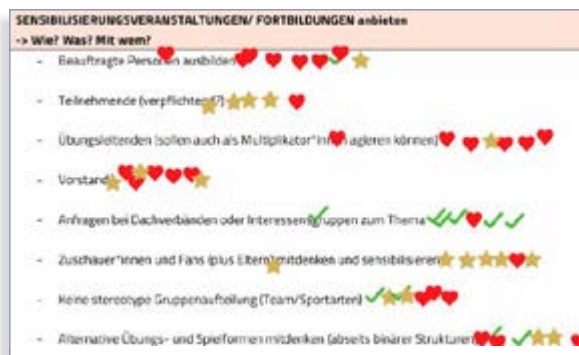 SENSIBILISIERUNGSVERANSTALTUNGEN/ FORTBILDUNGEN anbieten
-> Wie? Was? Mit wem?
- Beauftragte Personen ausbilden
- Teilnehmende (verpflichtend?)
- Übungsleitenden (sollen auch als Multiplikator*innen agieren können)
- Vorstand
- Anfragen bei Dachverbänden oder Interessensgruppen zum Thema
- Zuschauer*innen und Fans (plus Eltern) mitdenken und sensibilisieren
- Keine stereotype Gruppenaufteilung (Team/Sportarten)
- Alternative Übungs- und Spielformen mitdenken (abseits binärer Strukturen)